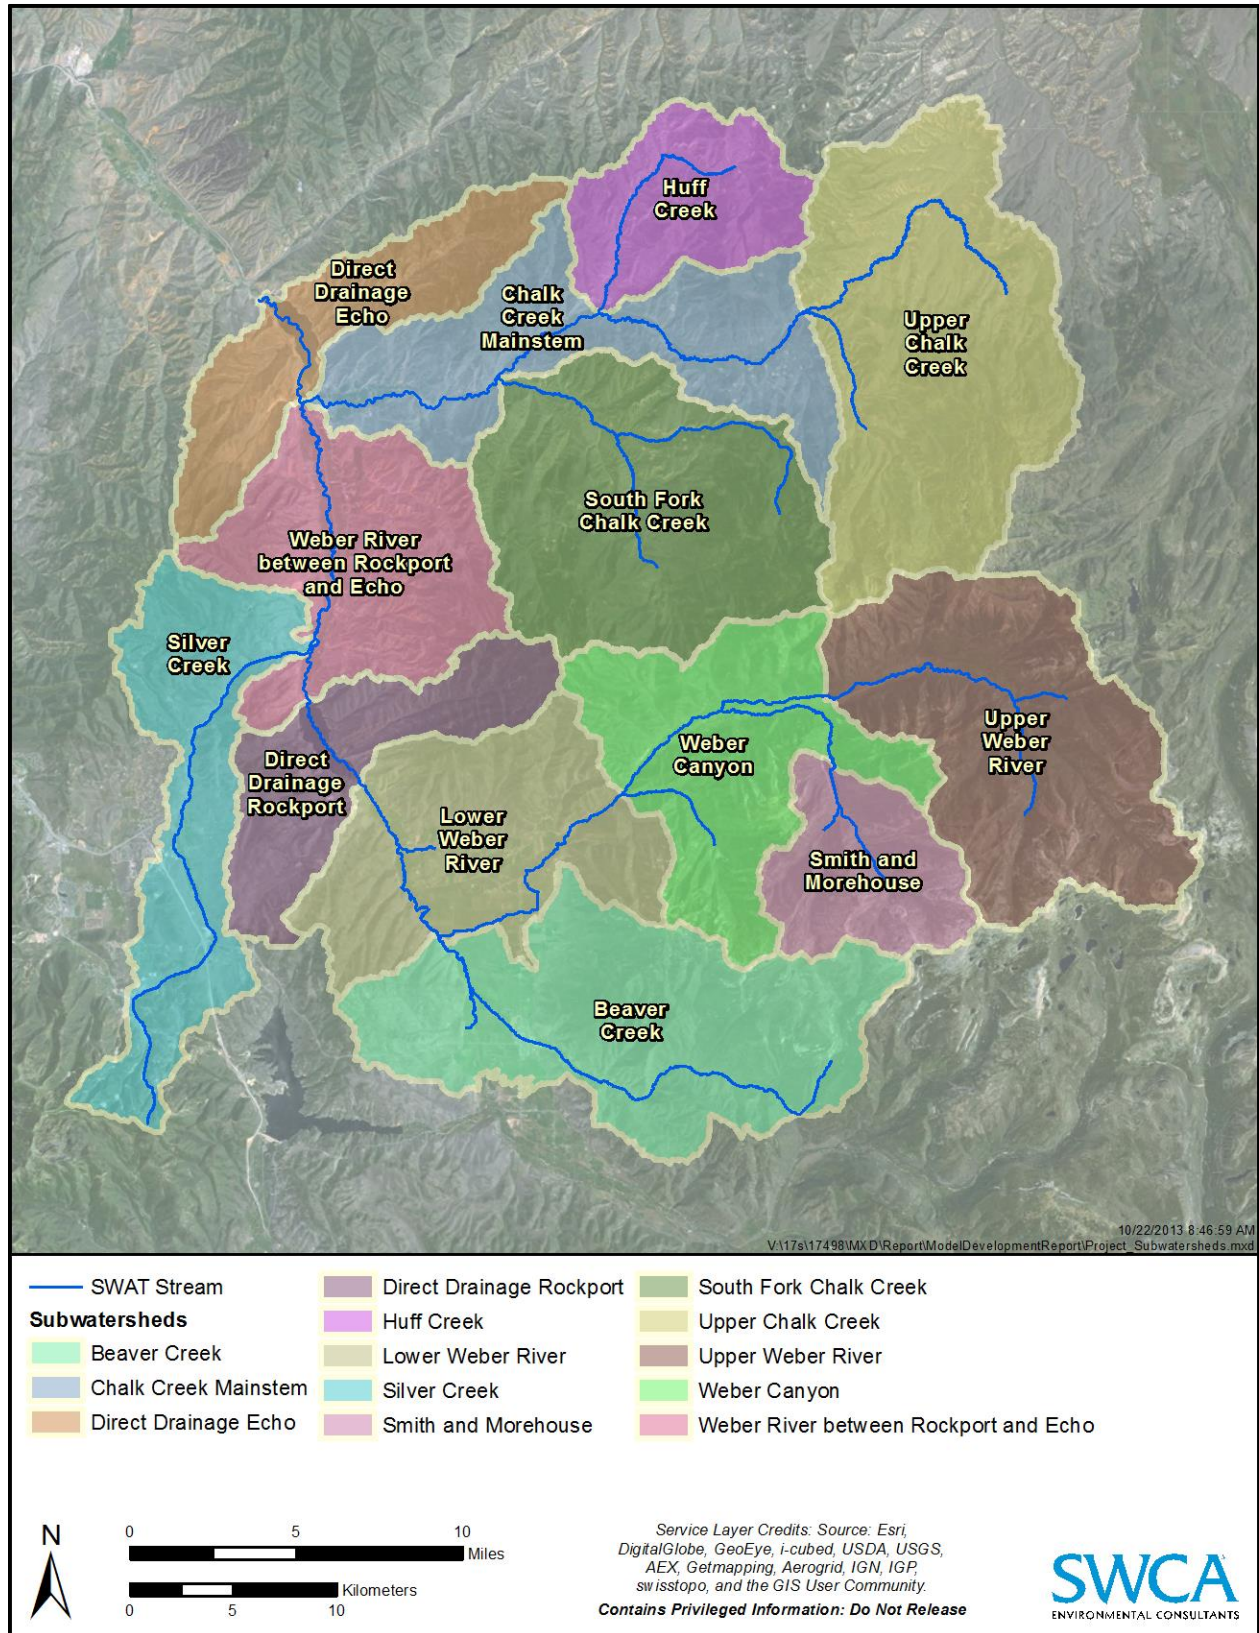 Huff
Creek
Direct
Drainage
Echo
Chalk
Creek
Mainstem
Upper
Chalk
Creek
South Fork
Chalk Creek
Weber River
between Rockport
and Echo
Silver
Creek
Upper
Weber
River
Weber
Canyon
Direct
Drainage
Rockport
Lower
Weber
River
Smith and
Morehouse
Beaver
Creek
10/22/2013 8:46:59 AM
V:\17s\17498\MXD\Report\ModelDevelopmentReport\Project_Subwatersheds.mxd
SWAT Stream
Subwatersheds
Beaver Creek
Chalk Creek Mainstem
Direct Drainage Echo
Direct Drainage Rockport
Huff Creek
Lower Weber River
Silver Creek
Smith and Morehouse
South Fork Chalk Creek
Upper Chalk Creek
Upper Weber River
Weber Canyon
Weber River between Rockport and Echo
N
0 5 10
Miles
Kilometers
0 5 10
Service Layer Credits: Source: Esri,
DigitalGlobe, GeoEye, i-cubed, USDA, USGS,
AEX, Getmapping, Aerogrid, IGN, IGP,
swisstopo, and the GIS User Community.
Contains Privileged Information: Do Not Release
SWCA
ENVIRONMENTAL CONSULTANTS